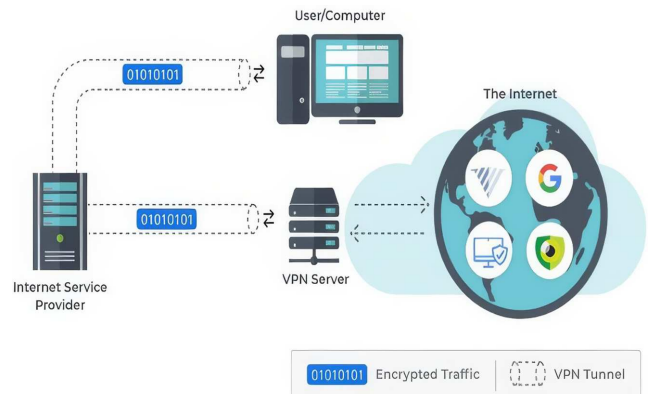 User/Computer
01010101
The Internet
G
01010101
Internet Service
Provider
VPN Server
01010101 Encrypted Traffic
VPN Tunnel